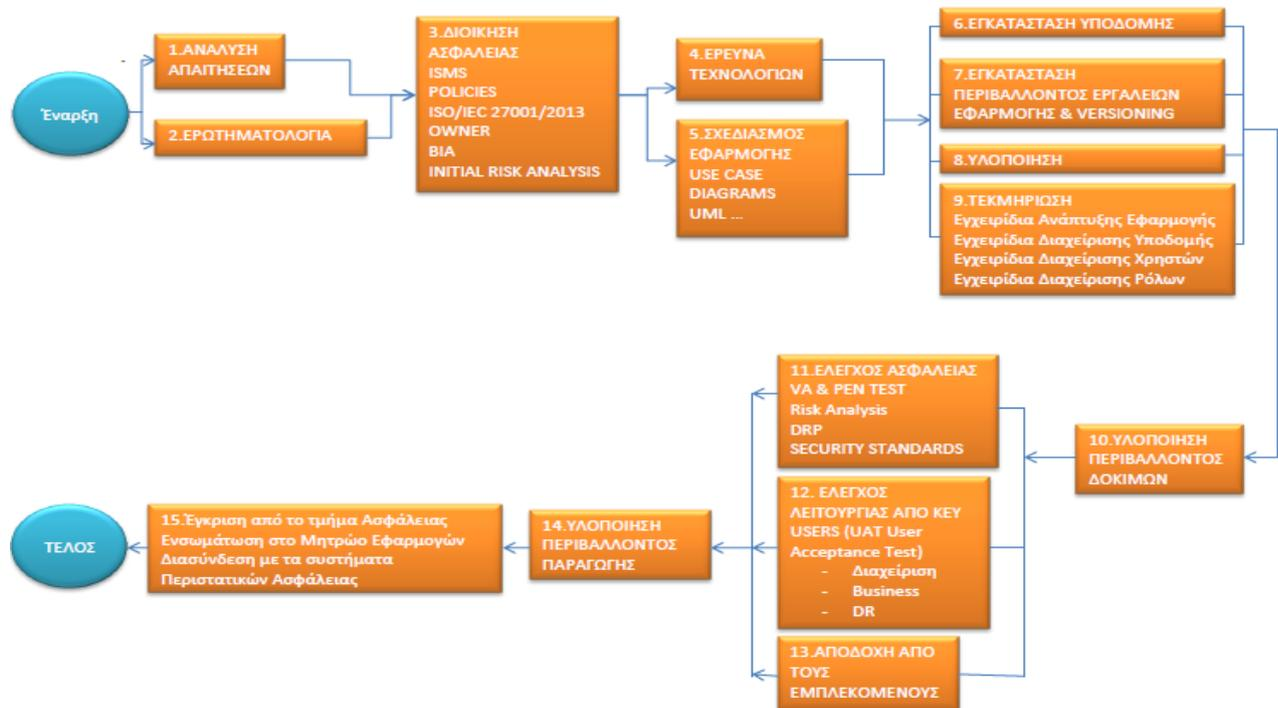 Έναρξη
1.ΑΝΑΛΥΣΗ
ΑΠΑΙΤΗΣΕΩΝ
2.ΕΡΩΤΗΜΑΤΟΛΟΓΙΑ
3.ΔΙΟΙΚΗΣΗ
ΑΣΦΑΛΕΙΑΣ
ISMS
POLICIES
ISO/IEC 27001/2013
OWNER
BIA
INITIAL RISK ANALYSIS
4.ΕΡΕΥΝΑ
ΤΕΧΝΟΛΟΓΙΩΝ
5.ΣΧΕΔΙΑΣΜΟΣ
ΕΦΑΡΜΟΓΗΣ
USE CASE
DIAGRAMS
UML ...
6.ΕΓΚΑΤΑΣΤΑΣΗ ΥΠΟΔΟΜΗΣ
7.ΕΓΚΑΤΑΣΤΑΣΗ
ΠΕΡΙΒΑΛΛΟΝΤΟΣ ΕΡΓΑΛΕΙΩΝ
ΕΦΑΡΜΟΓΗΣ & VERSIONING
8.ΥΛΟΠΟΙΗΣΗ
9.ΤΕΚΜΗΡΙΩΣΗ
Εγχειρίδια Ανάπτυξης Εφαρμογής
Εγχειρίδια Διαχείρισης Υποδομής
Εγχειρίδια Διαχείρισης Χρηστών
Εγχειρίδια Διαχείρισης Ρόλων
10.ΥΛΟΠΟΙΗΣΗ
ΠΕΡΙΒΑΛΛΟΝΤΟΣ
ΔΟΚΙΜΩΝ
11.ΕΛΕΓΧΟΣ ΑΣΦΑΛΕΙΑΣ
VA & PEN TEST
Risk Analysis
DRP
SECURITY STANDARDS
12. ΕΛΕΓΧΟΣ
ΛΕΙΤΟΥΡΓΙΑΣ ΑΠΟ KEY
USERS (UAT User
Acceptance Test)
- Διαχείριση
- Business
- DR
13.ΑΠΟΔΟΧΗ ΑΠΟ
ΤΟΥΣ
ΕΜΠΛΕΚΟΜΕΝΟΥΣ
14.ΥΛΟΠΟΙΗΣΗ
ΠΕΡΙΒΑΛΛΟΝΤΟΣ
ΠΑΡΑΓΩΓΗΣ
15.Έγκριση από το τμήμα Ασφάλειας
Ενσωμάτωση στο Μητρώο Εφαρμογών
Διασύνδεση με τα συστήματα
Περιστατικών Ασφάλειας
ΤΕΛΟΣ